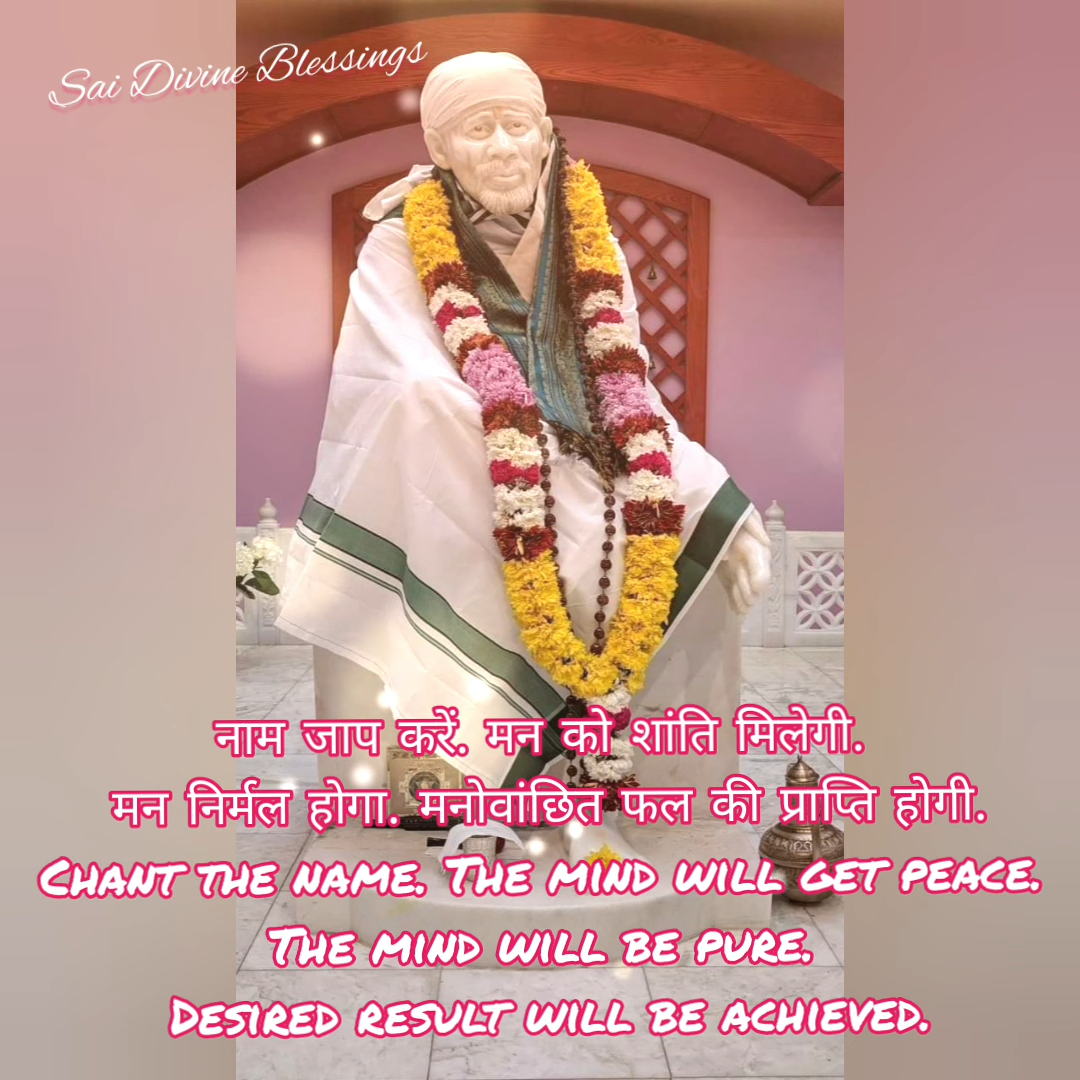 Sai Divine Blessings
नाम जाप करें. मन को शांति मिलेगी.
मन निर्मल होगा. मनोवांछित फल की प्राप्ति होगी.
Chant the name. The mind will get peace.
The mind will be pure.
Desired result will be achieved.